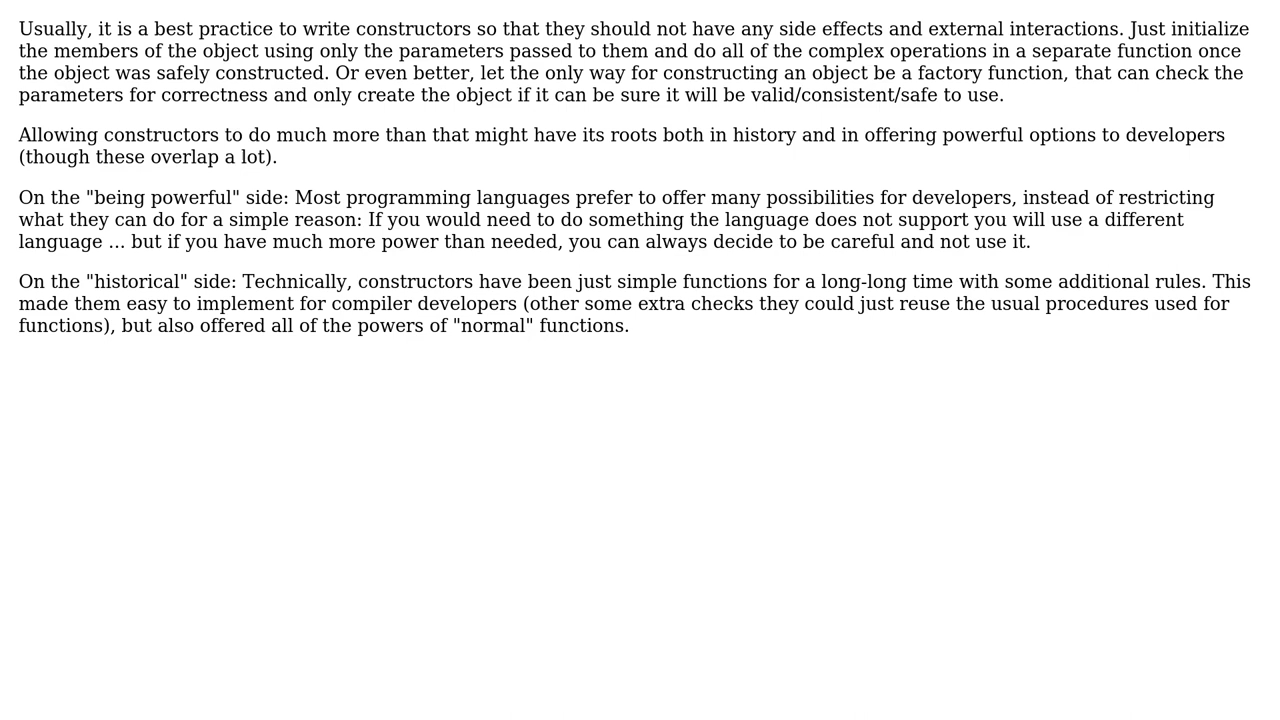 Usually, it is a best practice to write constructors so that they should not have any side effects and external interactions. Just initialize
the members of the object using only the parameters passed to them and do all of the complex operations in a separate function once
the object was safely constructed. Or even better, let the only way for constructing an object be a factory function, that can check the
parameters for correctness and only create the object if it can be sure it will be valid/consistent/safe to use.
Allowing constructors to do much more than that might have its roots both in history and in offering powerful options to developers
(though these overlap a lot).
On the "being powerful" side: Most programming languages prefer to offer many possibilities for developers, instead of restricting
what they can do for a simple reason: If you would need to do something the language does not support you will use a different
language ... but if you have much more power than needed, you can always decide to be careful and not use it.
On the "historical" side: Technically, constructors have been just simple functions for a long-long time with some additional rules. This
made them easy to implement for compiler developers (other some extra checks they could just reuse the usual procedures used for
functions), but also offered all of the powers of "normal" functions.